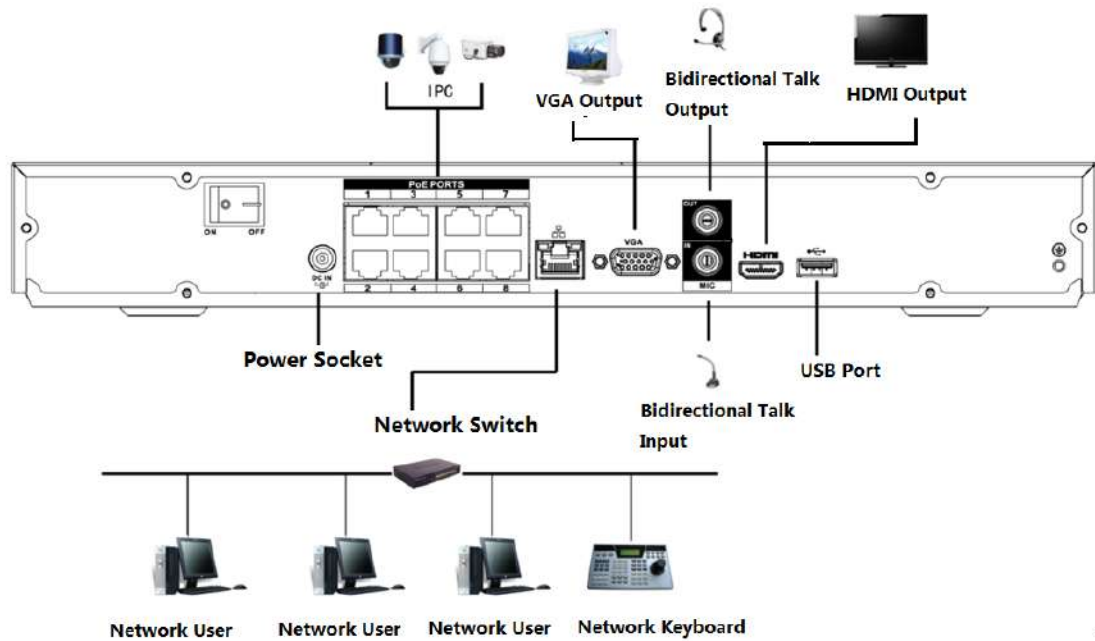 IPC
VGA Output
Bidirectional Talk
Output
HDMI Output
PoE PORTS
1 3 5 7
ON OFF
DC IN
2 4 6 8
VGA
OUT
IN
MIC
HDMI
Power Socket
USB Port
Network Switch
Bidirectional Talk
Input
Network User
Network User
Network User
Network Keyboard